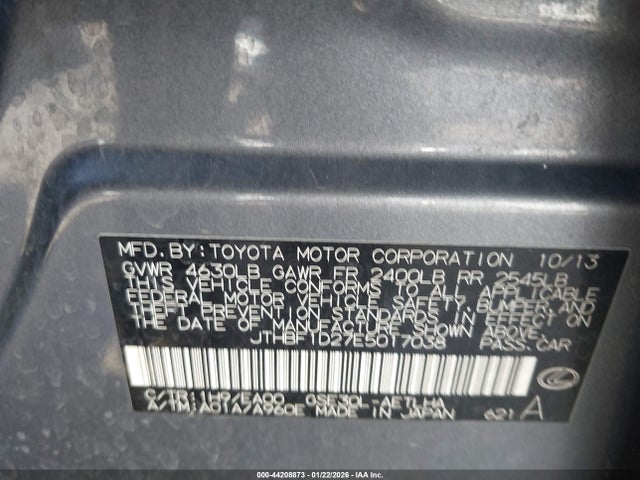 MFD. BY: TOYOTA MOTOR CORPORATION 10/13
GVWR 4630LB GAWR FR 2400LB RR 2545LB
THIS VEHICLE CONFORMS TO ALL APPLICABLE
FEDERAL MOTOR VEHICLE SAFETY, BUMPER, AND
THEFT PREVENTION STANDARDS IN EFFECT ON
THE DATE OF MANUFACTURE SHOWN ABOVE.
JTHBF1D27E5017038 PASS.CAR
C/TR: 1H9/EA00 GSE30L-AETLHA
A/TM: A01A/A960E MADE IN JAPAN 621 A
000-44208873 - 01/22/2026 - IAA Corp.